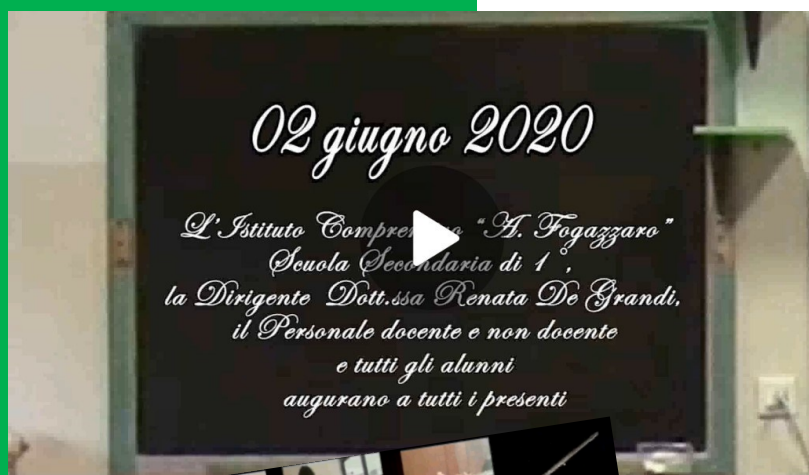 02 giugno 2020
L'Istituto Comprensivo "A. Fogazzaro"
Scuola Secondaria di 1°,
la Dirigente Dott.ssa Renata De Grandi,
il Personale docente e non docente
e tutti gli alunni
augurano a tutti i presenti